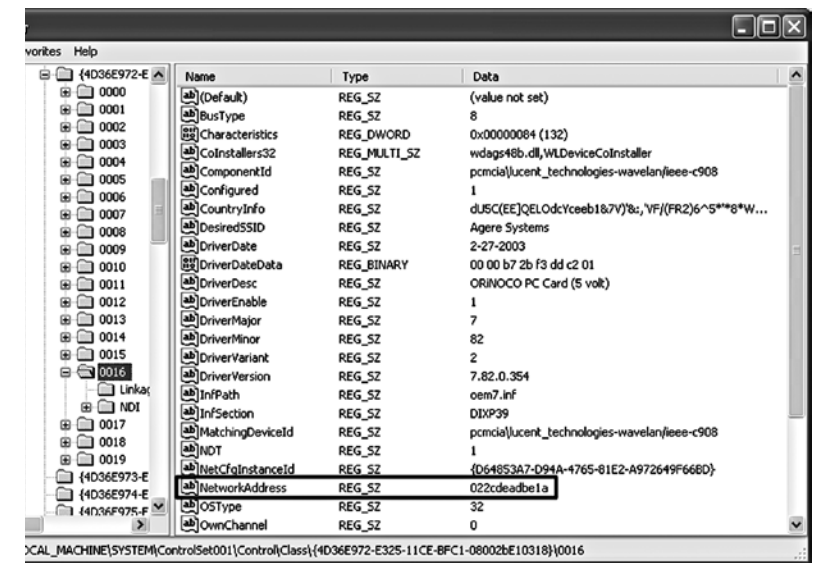 vorites Help
{4D36E972-E
0000
0001
0002
0003
0004
0005
0006
0007
0008
0009
0010
0011
0012
0013
0014
0015
0016
Linkag
NDI
0017
0018
0019
{4D36E973-E
{4D36E974-E
{4D36E975-F
Name Type Data
(Default) REG_SZ (value not set)
BusType REG_SZ 8
Characteristics REG_DWORD 0x00000084 (132)
CoInstallers32 REG_MULTI_SZ wdags48b.dll,WLDeviceCoInstaller
ComponentId REG_SZ pcmcia\lucent_technologies-wavelan/ieee-c908
Configured REG_SZ 1
CountryInfo REG_SZ
DesiredSSID REG_SZ Agere Systems
DriverDate REG_SZ 2-27-2003
DriverDateData REG_BINARY 00 00 b7 2b f3 dd c2 01
DriverDesc REG_SZ ORiNOCO PC Card (5 volt)
DriverEnable REG_SZ 1
DriverMajor REG_SZ 7
DriverMinor REG_SZ 82
DriverVariant REG_SZ 2
DriverVersion REG_SZ 7.82.0.354
InfPath REG_SZ oem7.inf
InfSection REG_SZ DIXP39
MatchingDeviceId REG_SZ pcmcia\lucent_technologies-wavelan/ieee-c908
NDT REG_SZ 1
NetCfgInstanceId REG_SZ {D64853A7-D94A-4765-81E2-A972649F66BD}
NetworkAddress REG_SZ 022cdeadbe1a
OSType REG_SZ 32
OwnChannel REG_SZ 0
OCAL_MACHINE\SYSTEM\ControlSet001\Control\Class\{4D36E972-E325-11CE-BFC1-08002bE10318}\0016